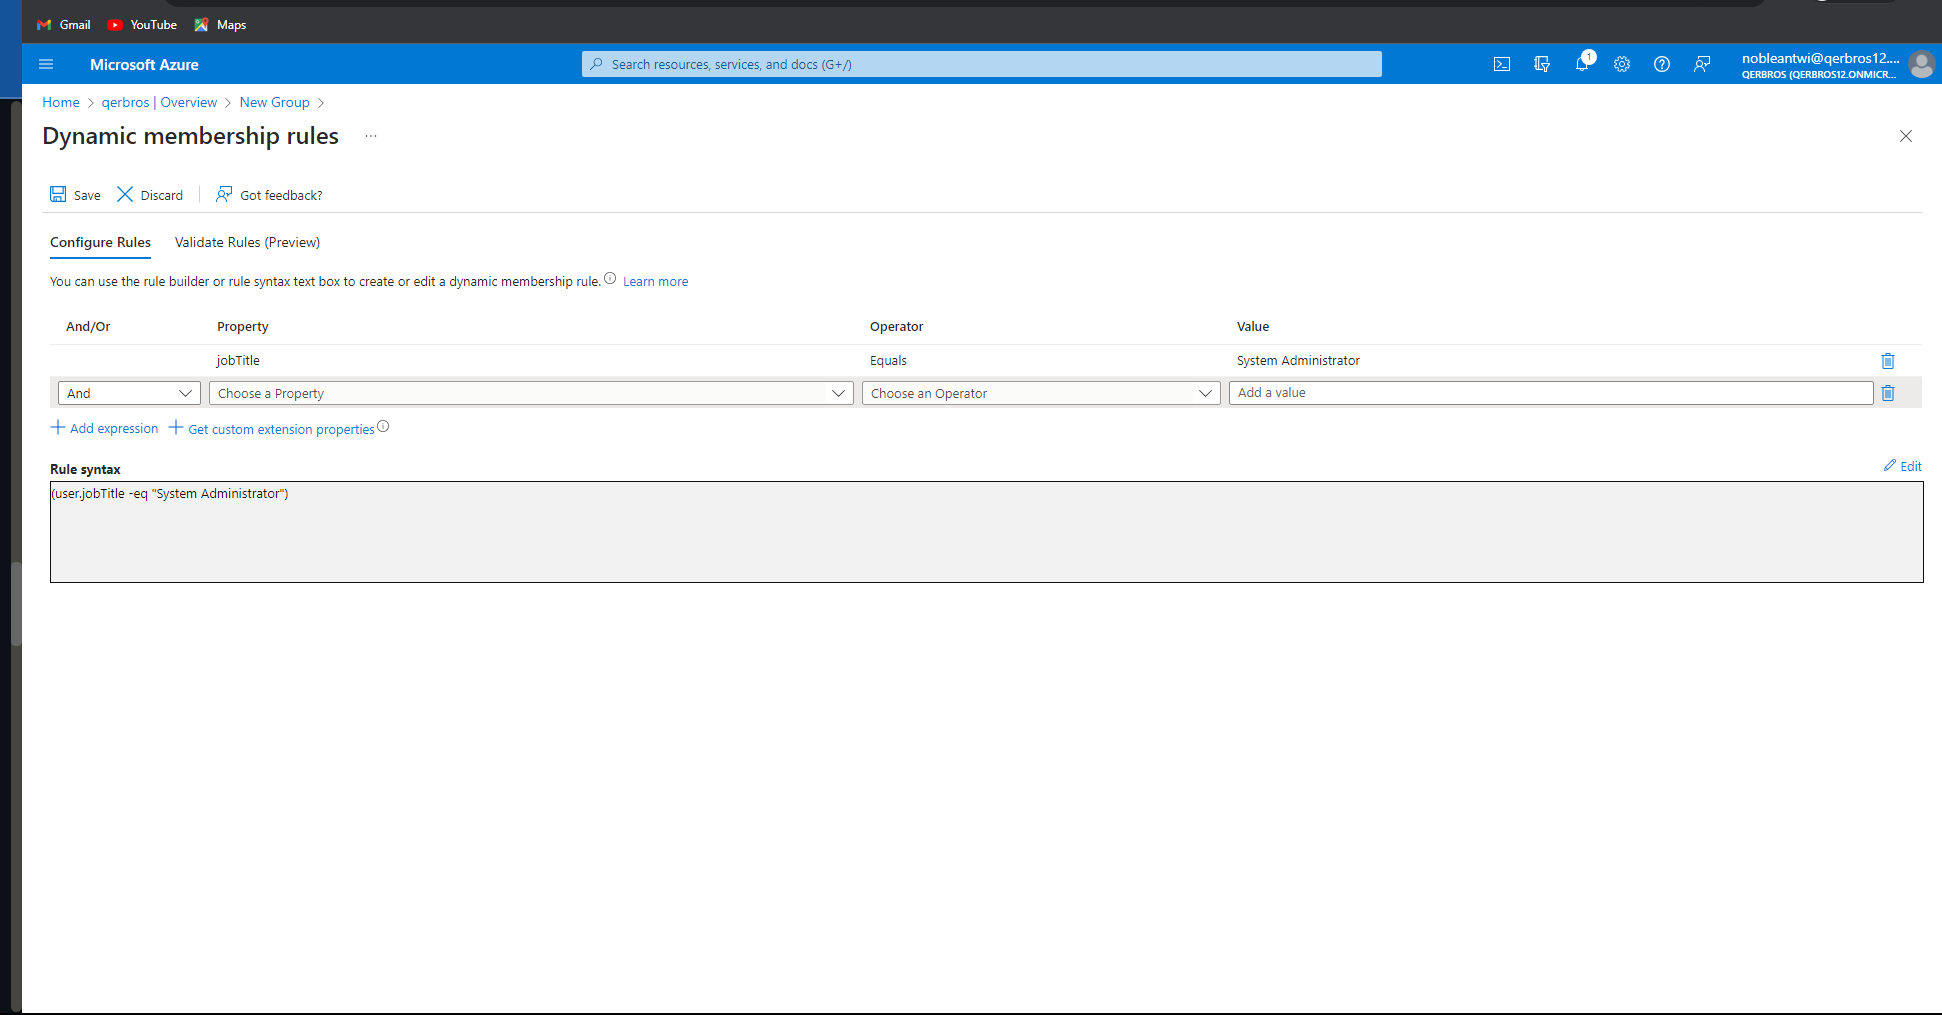 Gmail YouTube Maps
Microsoft Azure
Search resources, services, and docs (G+/)
1
nobleantwi@qerbros12....
QERBROS (QERBROS12.ONMICR...
Home > qerbros | Overview > New Group >
Dynamic membership rules ...
Save Discard Got feedback?
Configure Rules Validate Rules (Preview)
You can use the rule builder or rule syntax text box to create or edit a dynamic membership rule. Learn more
And/Or Property Operator Value
jobTitle Equals System Administrator
And Choose a Property Choose an Operator Add a value
+ Add expression + Get custom extension properties
Rule syntax Edit
(user.jobTitle -eq "System Administrator")